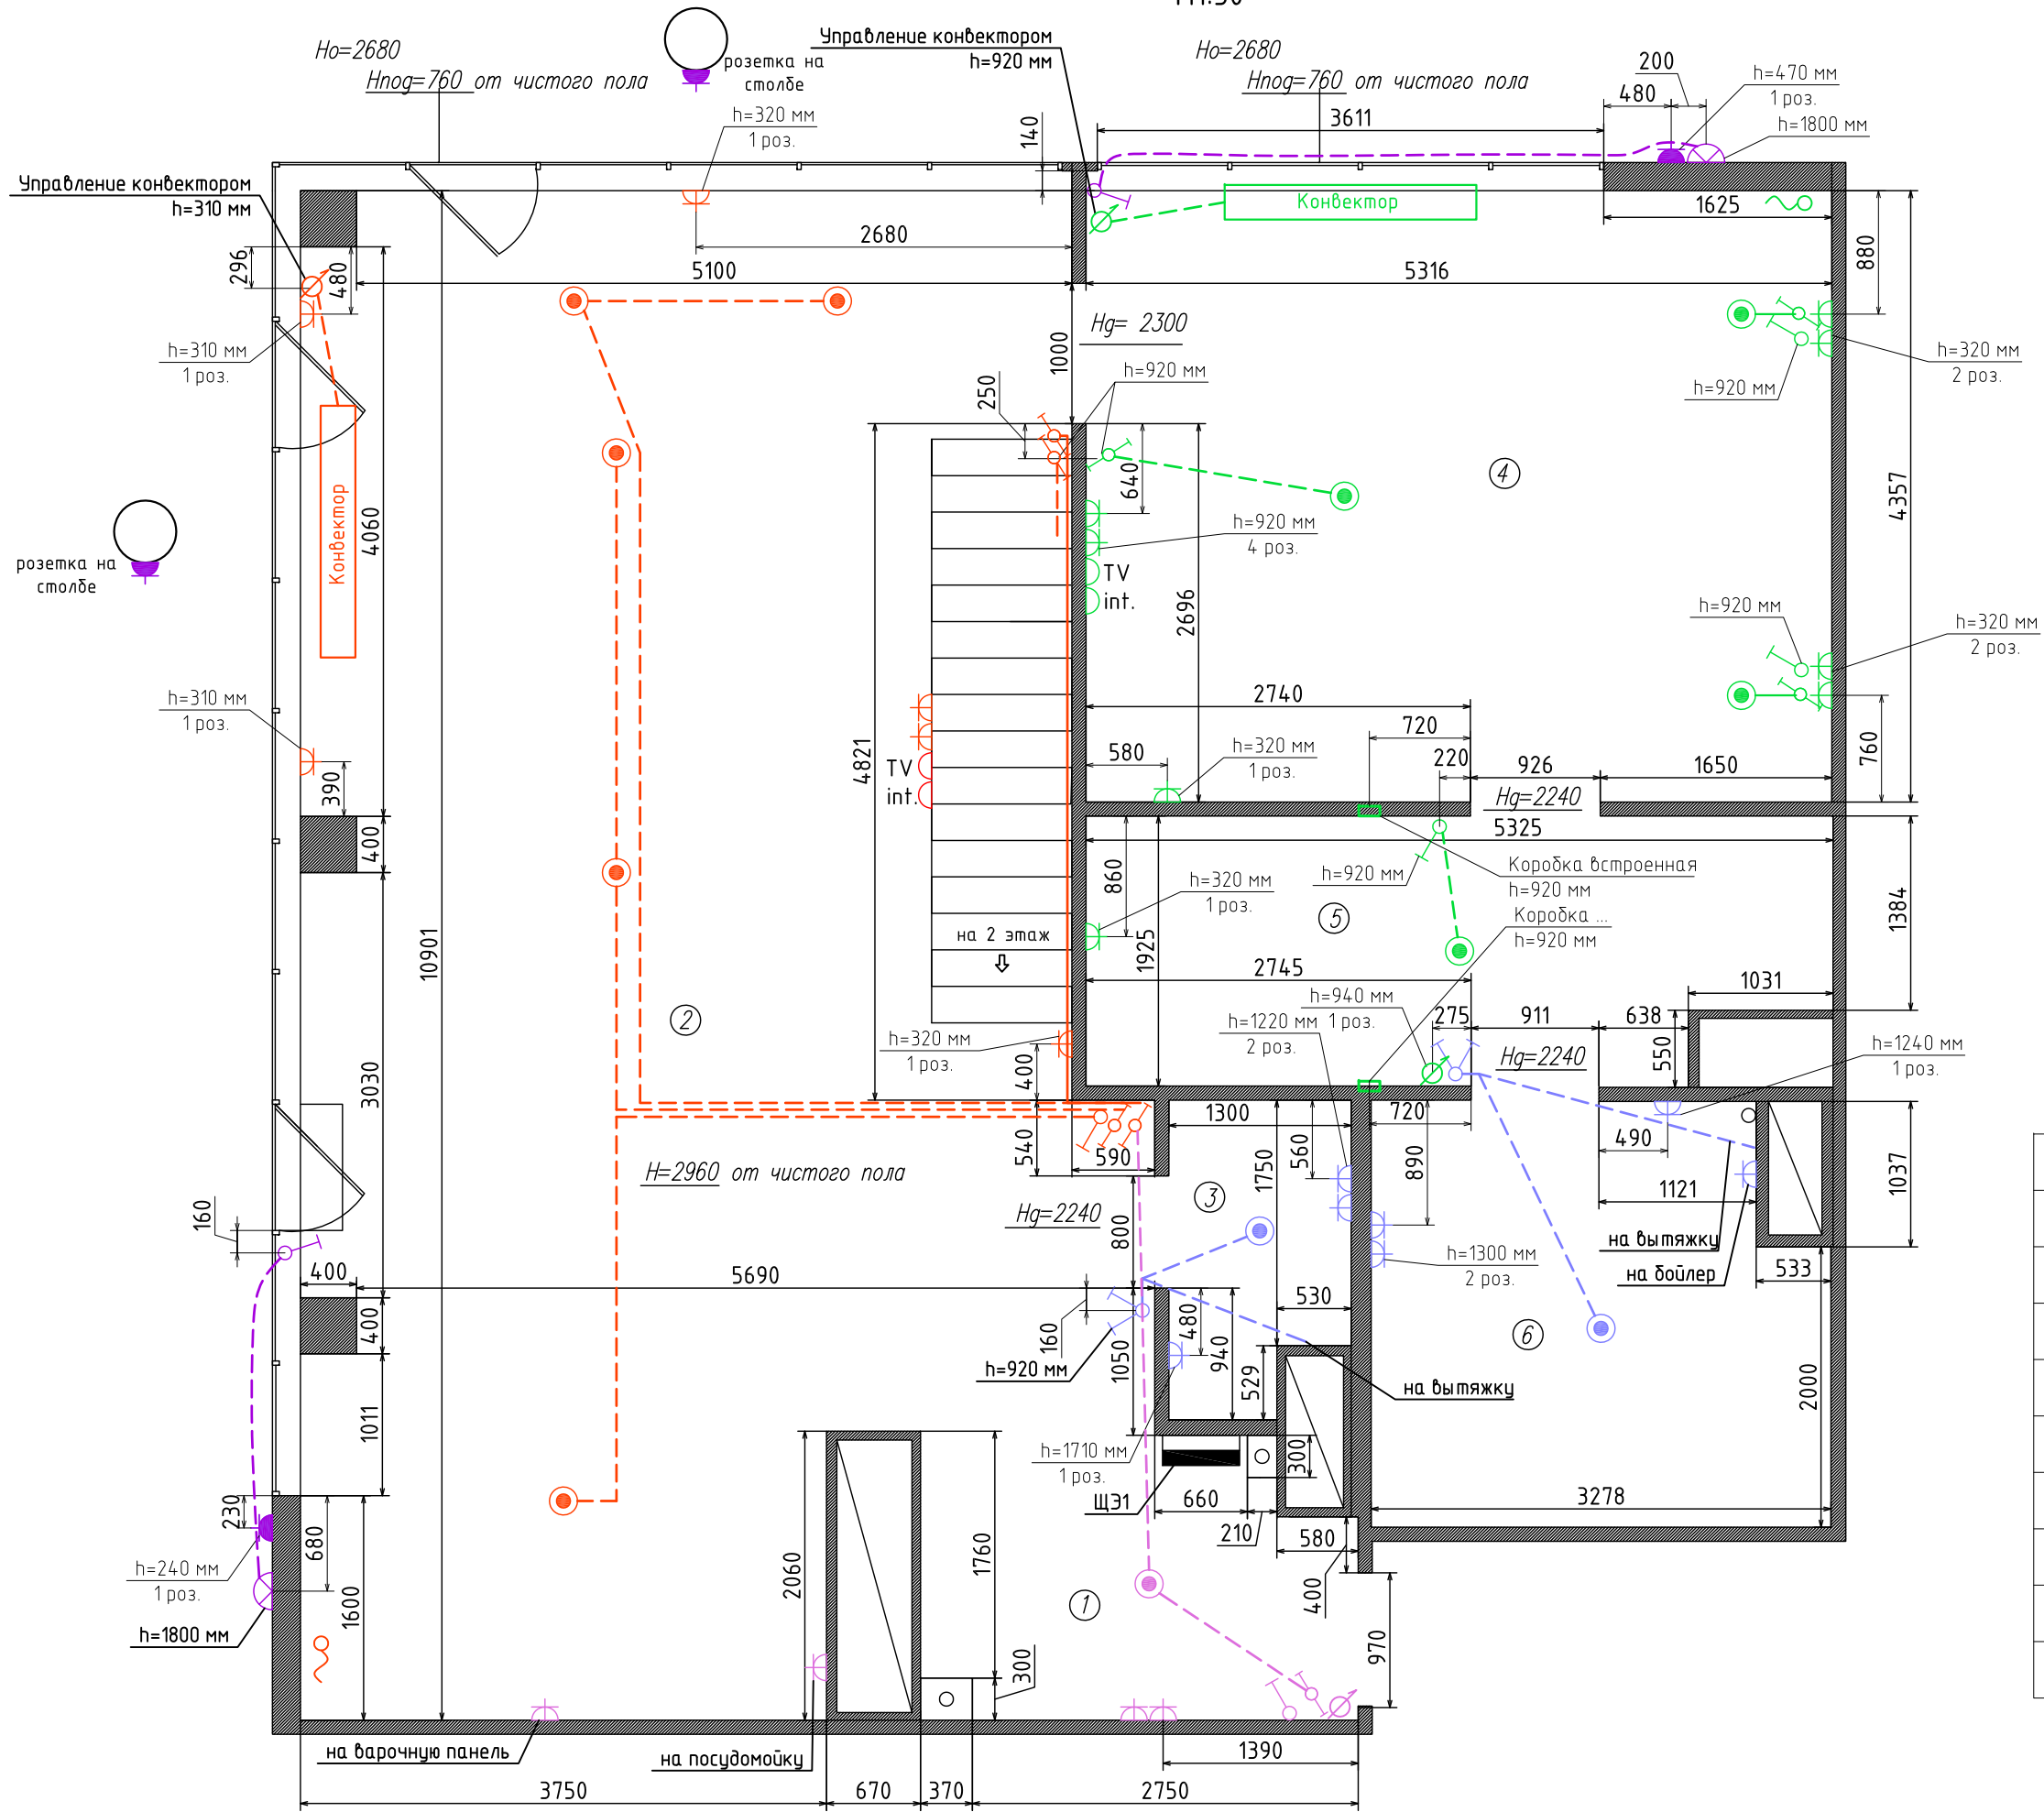 Но=2680
Нпод=760 от чистого пола
розетка на
столбе
Управление конвектором
h=920 мм
Но=2680
Нпод=760 от чистого пола
200
480
h=470 мм
1 роз.
h=1800 мм
3611
140
h=320 мм
1 роз.
Управление конвектором
h=310 мм
Конвектор
1625
880
2680
5100
5316
296
480
Нд= 2300
1000
h=310 мм
1 роз.
h=320 мм
2 роз.
h=920 мм
250
h=920 мм
640
4
4357
Конвектор
4060
h=920 мм
4 роз.
TV
int.
розетка на
столбе
2696
h=920 мм
h=320 мм
2 роз.
h=310 мм
1 роз.
2740
720
580
h=320 мм
1 роз.
220
926
1650
760
4821
TV
int.
390
Нд=2240
400
5325
860
h=920 мм
Коробка встроенная
h=920 мм
Коробка ...
h=920 мм
h=320 мм
1 роз.
5
1384
10901
на 2 этаж
1925
2745
1031
h=940 мм
1 роз.
275
911
638
h=1220 мм
2 роз.
2
3030
h=320 мм
1 роз.
400
Нд=2240
550
h=1240 мм
1 роз.
1300
720
540
590
1750
560
890
490
1037
Н=2960 от чистого пола
3
1121
Нд=2240
160
800
на вытяжку
h=1300 мм
2 роз.
на бойлер
533
400
5690
530
400
160
480
940
1050
6
h=920 мм
529
на вытяжку
2000
1011
h=1710 мм
1 роз.
300
230
ЩЭ1
660
3278
210
580
680
h=240 мм
1 роз.
2060
1760
400
1600
1
h=1800 мм
970
300
на варочную панель
на посудомойку
1390
3750
670
370
2750